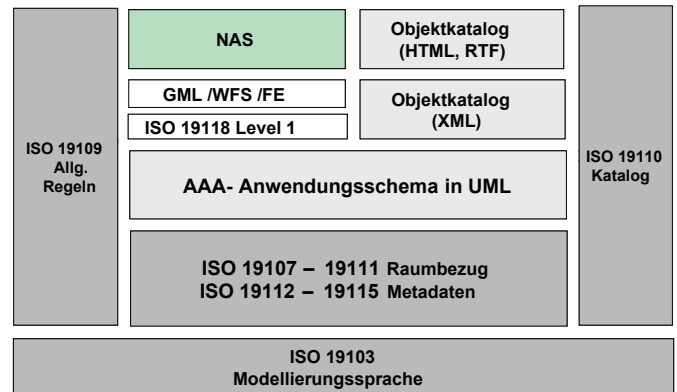 NAS
Objektkatalog
(HTML, RTF)
GML /WFS /FE
Objektkatalog
(XML)
ISO 19118 Level 1
ISO 19109
Allg.
Regeln
ISO 19110
Katalog
AAA- Anwendungsschema in UML
ISO 19107 – 19111 Raumbezug
ISO 19112 – 19115 Metadaten
ISO 19103
Modellierungssprache